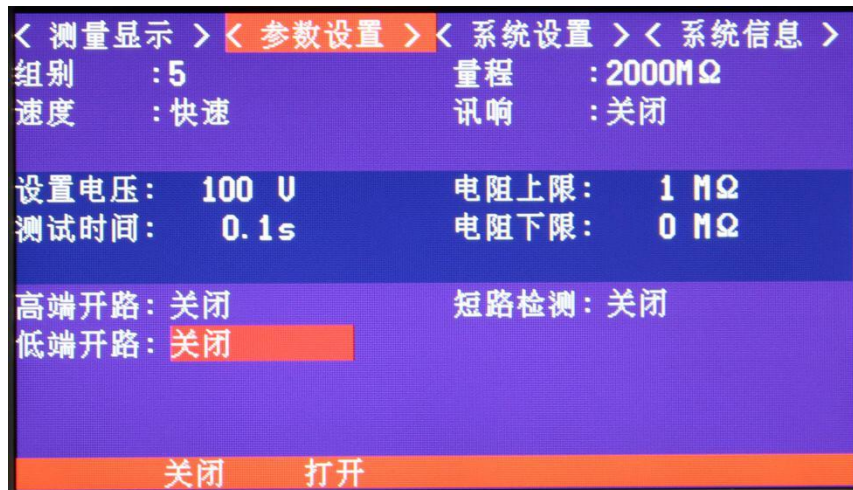 < 测量显示 > < 参数设置 > < 系统设置 > < 系统信息 >
组别 :5 量程 :2000MΩ
速度 :快速 讯响 :关闭
设置电压: 100 V 电阻上限: 1 MΩ
测试时间: 0.1s 电阻下限: 0 MΩ
高端开路:关闭 短路检测:关闭
低端开路:关闭
关闭 打开